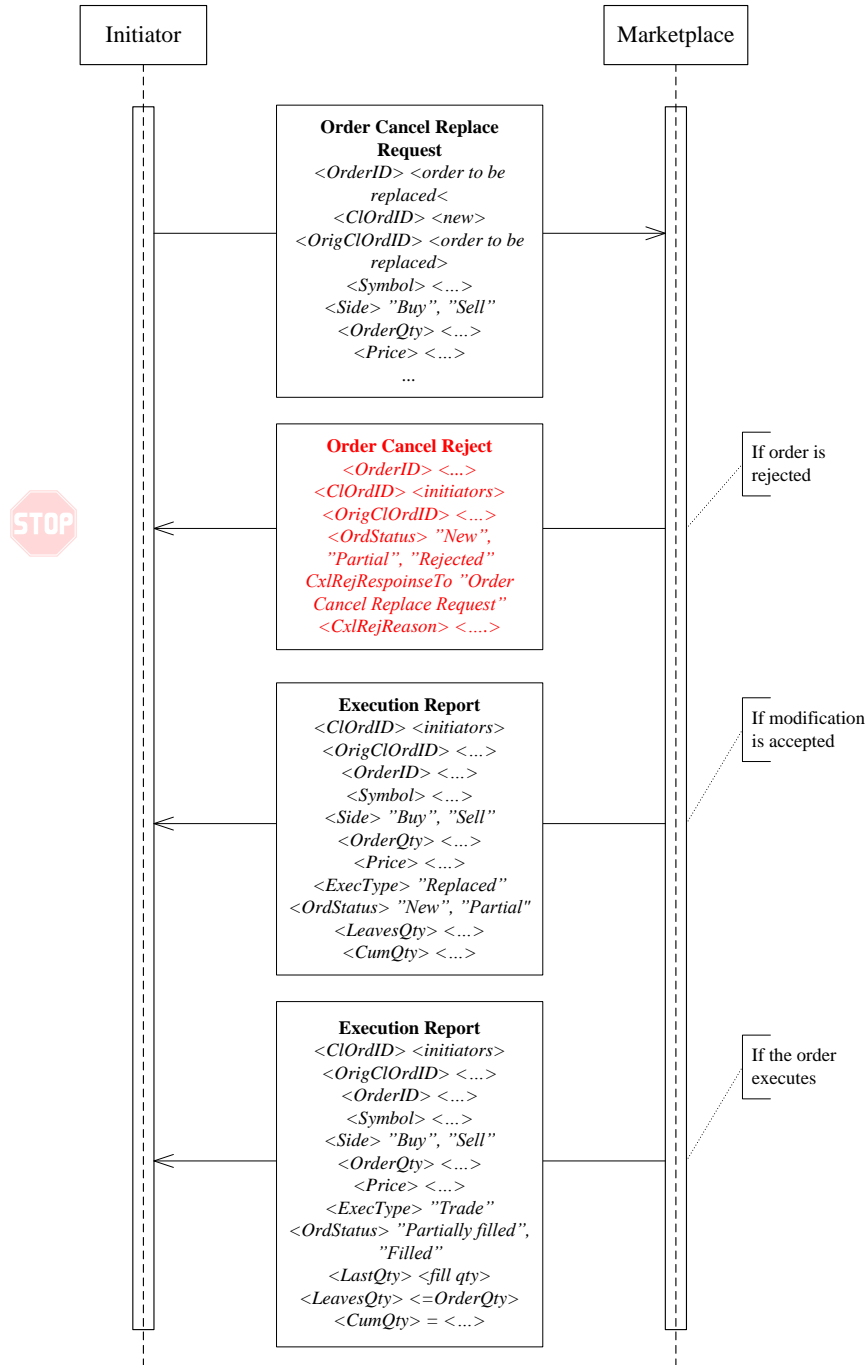 Initiator
Marketplace
Order Cancel Replace
Request
<OrderID> <order to be
replaced<
<ClOrdID> <new>
<OrigClOrdID> <order to be
replaced>
<Symbol> <...>
<Side> ”Buy”, ”Sell”
<OrderQty> <...>
<Price> <...>
...
Order Cancel Reject
<OrderID> <...>
<ClOrdID> <initiators>
<OrigClOrdID> <...>
<OrdStatus> ”New”,
”Partial”, ”Rejected”
CxlRejRespoinseTo ”Order
Cancel Replace Request”
<CxlRejReason> <....>
If order is
rejected
STOP
Execution Report
<ClOrdID> <initiators>
<OrigClOrdID> <...>
<OrderID> <...>
<Symbol> <...>
<Side> ”Buy”, ”Sell”
<OrderQty> <...>
<Price> <...>
<ExecType> ”Replaced”
<OrdStatus> ”New”, ”Partial"
<LeavesQty> <...>
<CumQty> <...>
If modification
is accepted
Execution Report
<ClOrdID> <initiators>
<OrigClOrdID> <...>
<OrderID> <...>
<Symbol> <...>
<Side> ”Buy”, ”Sell”
<OrderQty> <...>
<Price> <...>
<ExecType> ”Trade”
<OrdStatus> ”Partially filled”,
”Filled”
<LastQty> <fill qty>
<LeavesQty> <=OrderQty>
<CumQty> = <...>
If the order
executes